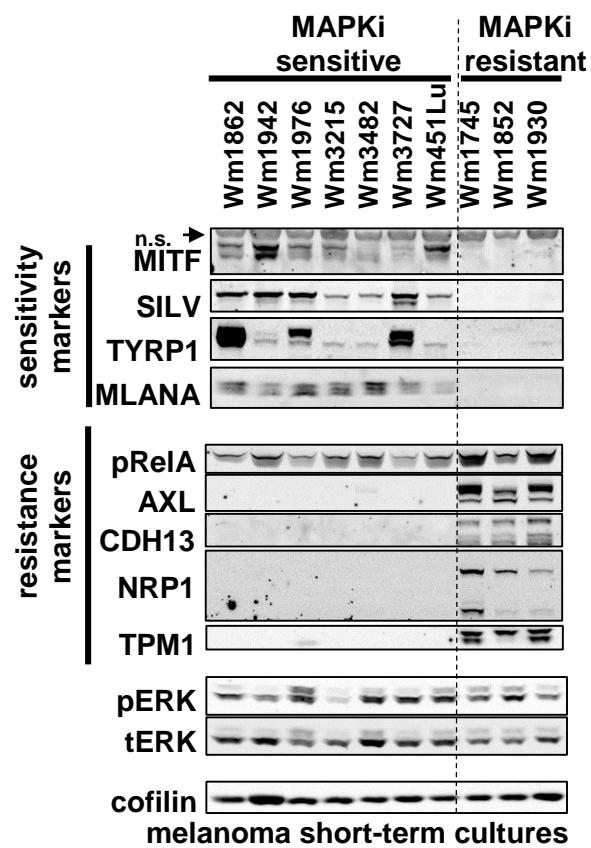 MAPKi
sensitive
MAPKi
resistant
Wm1862
Wm1942
Wm1976
Wm3215
Wm3482
Wm3727
Wm451Lu
Wm1745
Wm1852
Wm1930
sensitivity
markers
n.s.
MITF
SILV
TYRP1
MLANA
resistance
markers
pRelA
AXL
CDH13
NRP1
TPM1
pERK
tERK
cofilin
melanoma short-term cultures